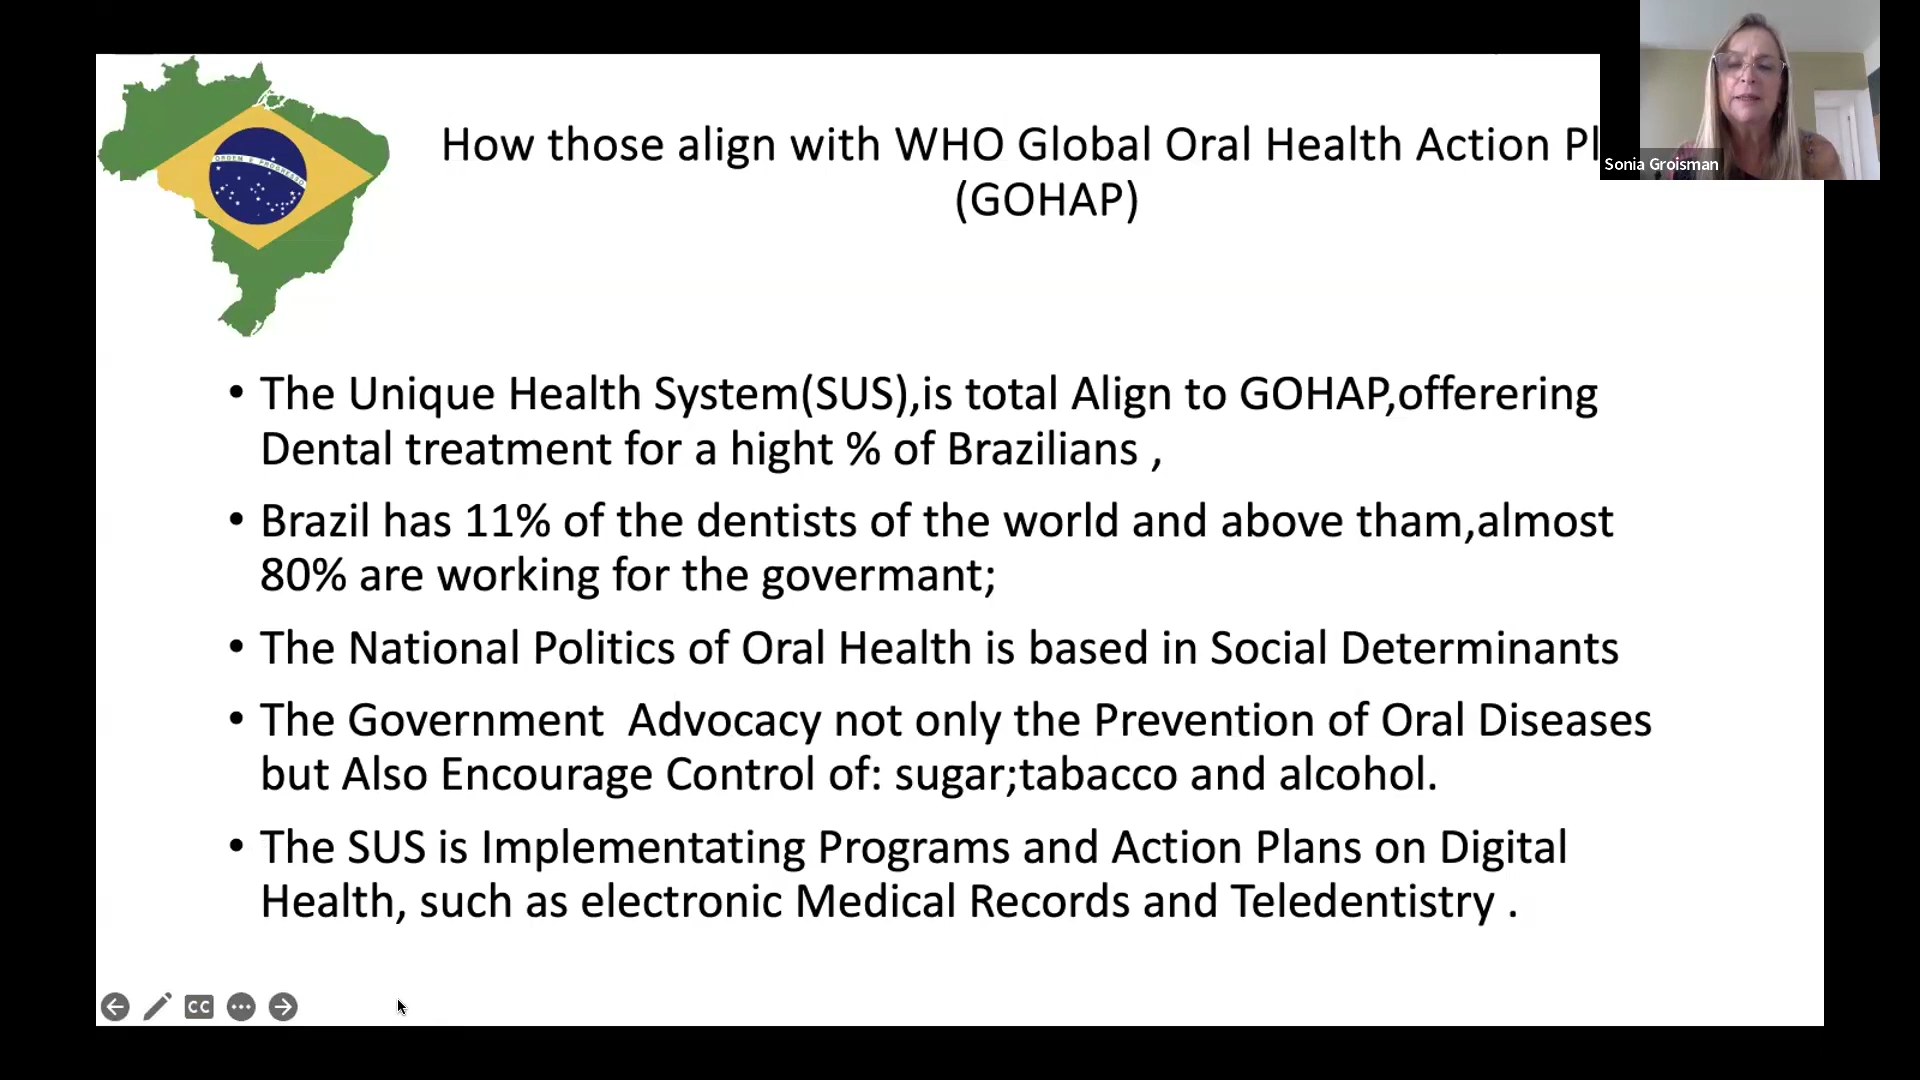 How those align with WHO Global Oral Health Action Pl
(GOHAP)
Sonia Groisman
ORDEM E PROGRESSO
• The Unique Health System(SUS),is total Align to GOHAP,offerering
Dental treatment for a hight % of Brazilians ,
• Brazil has 11% of the dentists of the world and above tham,almost
80% are working for the govermant;
• The National Politics of Oral Health is based in Social Determinants
• The Government  Advocacy not only the Prevention of Oral Diseases
but Also Encourage Control of: sugar;tabacco and alcohol.
• The SUS is Implementating Programs and Action Plans on Digital
Health, such as electronic Medical Records and Teledentistry .
CC